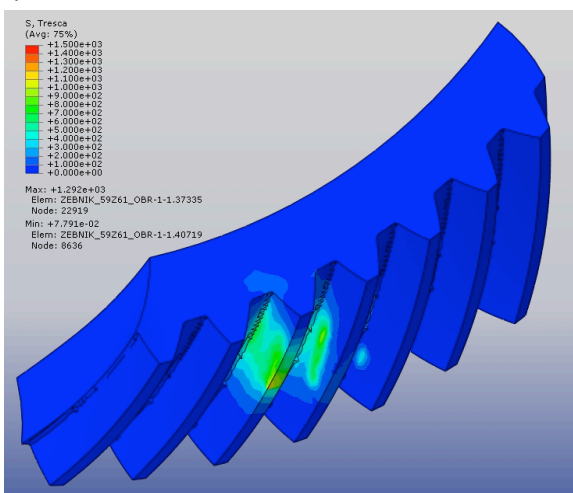 S, Tresca
(Avg: 75%)
+1.500e+03
+1.400e+03
+1.300e+03
+1.200e+03
+1.100e+03
+1.000e+03
+9.000e+02
+8.000e+02
+7.000e+02
+6.000e+02
+5.000e+02
+4.000e+02
+3.000e+02
+2.000e+02
+1.000e+02
+0.000e+00
Max: +1.292e+03
Elem: ZEBNIK_59Z61_OBR-1-1.37335
Node: 22919
Min: +7.791e-02
Elem: ZEBNIK_59Z61_OBR-1-1.40719
Node: 8636